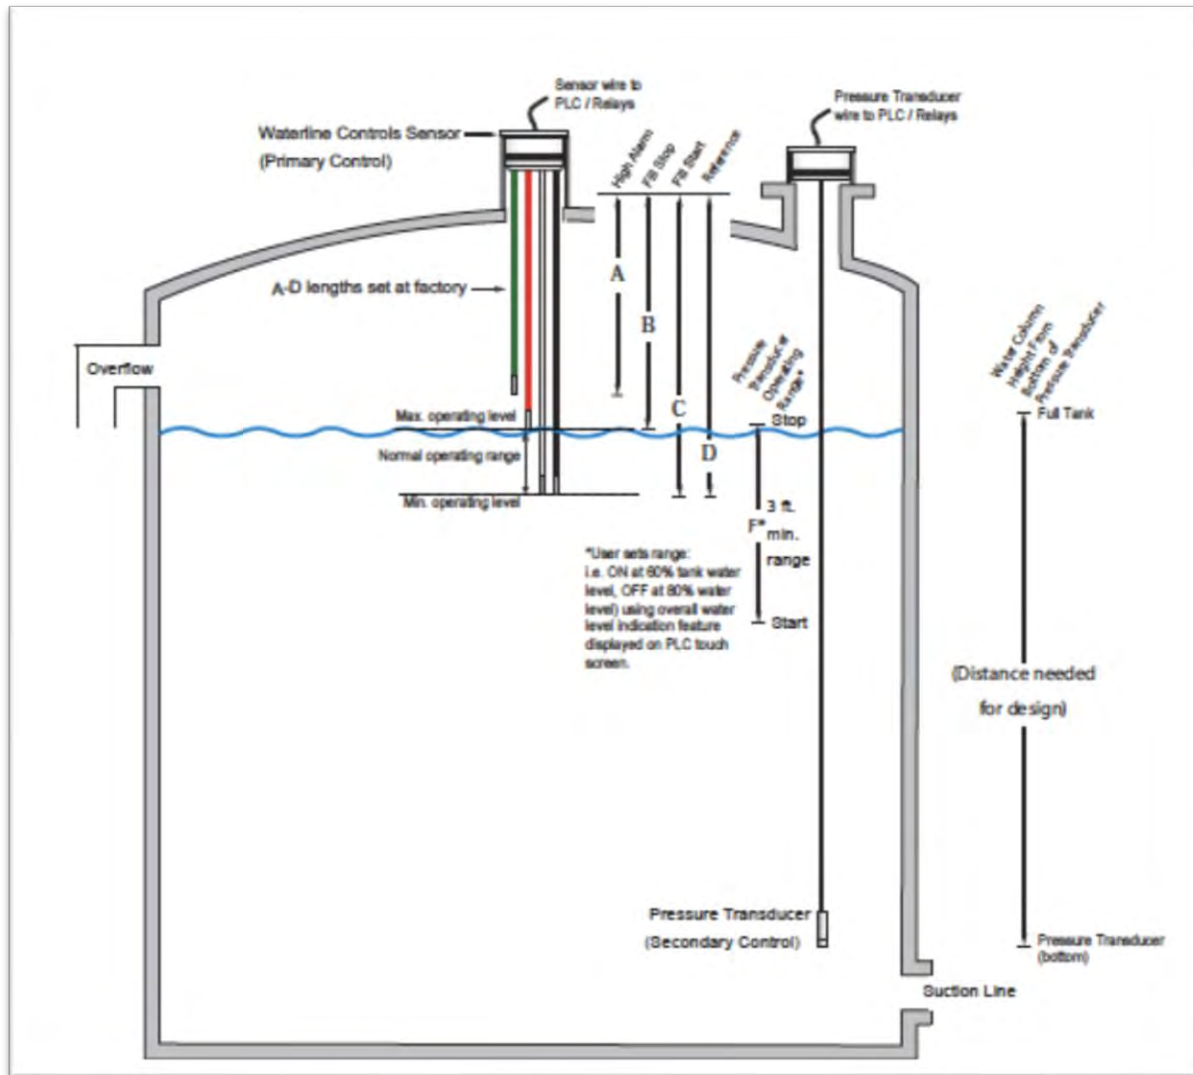 Sensor wire to
PLC / Relays
Pressure Transducer
wire to PLC / Relays
Waterline Controls Sensor
(Primary Control)
High Alarm
Fill Stop
Fill Start
Reference
A
A-D lengths set at factory
B
Overflow
Pressure
Transducer
Operating
Range*
Water Column
Height From
Bottom of
Pressure Transducer
Max. operating level
C
Stop
Full Tank
Normal operating range
D
Min. operating level
3 ft.
F*
min.
range
*User sets range:
i.e. ON at 60% tank water
level, OFF at 80% water
level) using overall water
level indication feature
displayed on PLC touch
screen.
Start
(Distance needed
for design)
Pressure Transducer
(Secondary Control)
Pressure Transducer
(bottom)
Suction Line